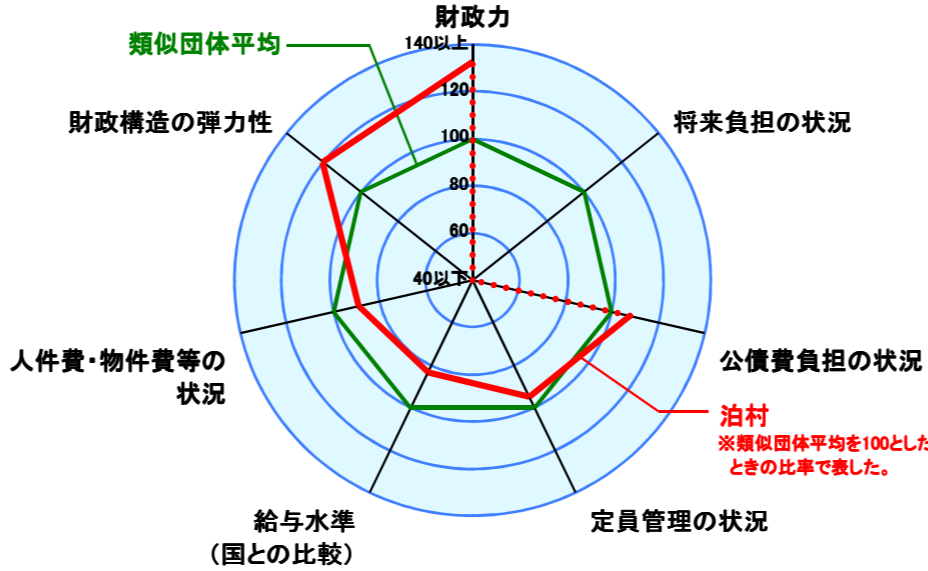 財政力
類似団体平均
140以上
120
100
80
60
40以下
財政構造の弾力性
将来負担の状況
人件費・物件費等の
状況
公債費負担の状況
泊村
※類似団体平均を100とした
ときの比率で表した。
給与水準
(国との比較)
定員管理の状況